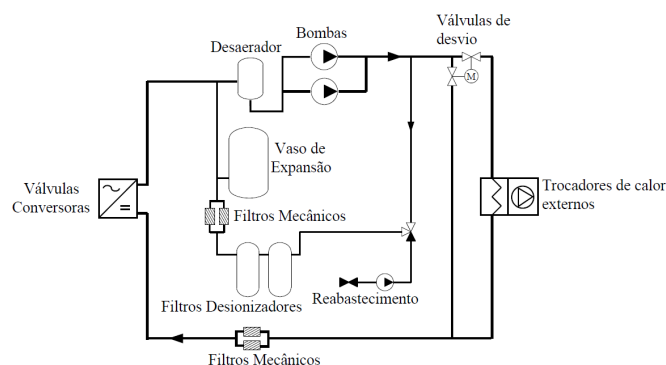 Bombas
Válvulas de
desvio
Desaerador
M
Vaso de
Expansão
Válvulas
Conversoras
Trocadores de calor
externos
Filtros Mecânicos
Filtros Desionizadores
Reabastecimento
Filtros Mecânicos